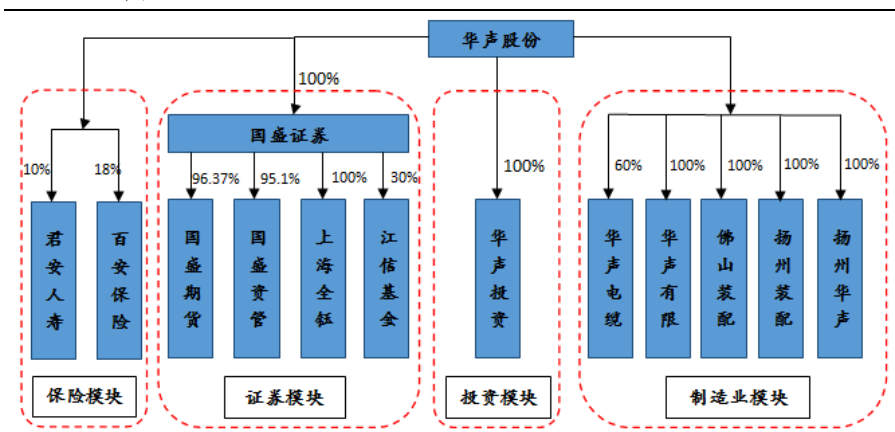 华声股份
100%
国盛证券
10%
18%
96.37%
95.1%
100%
30%
100%
60%
100%
100%
100%
100%
君安人寿
百安保险
国盛期货
国盛资管
上海全钰
江信基金
华声投资
华声电缆
华声有限
佛山装配
扬州装配
扬州华声
保险模块
证券模块
投资模块
制造业模块